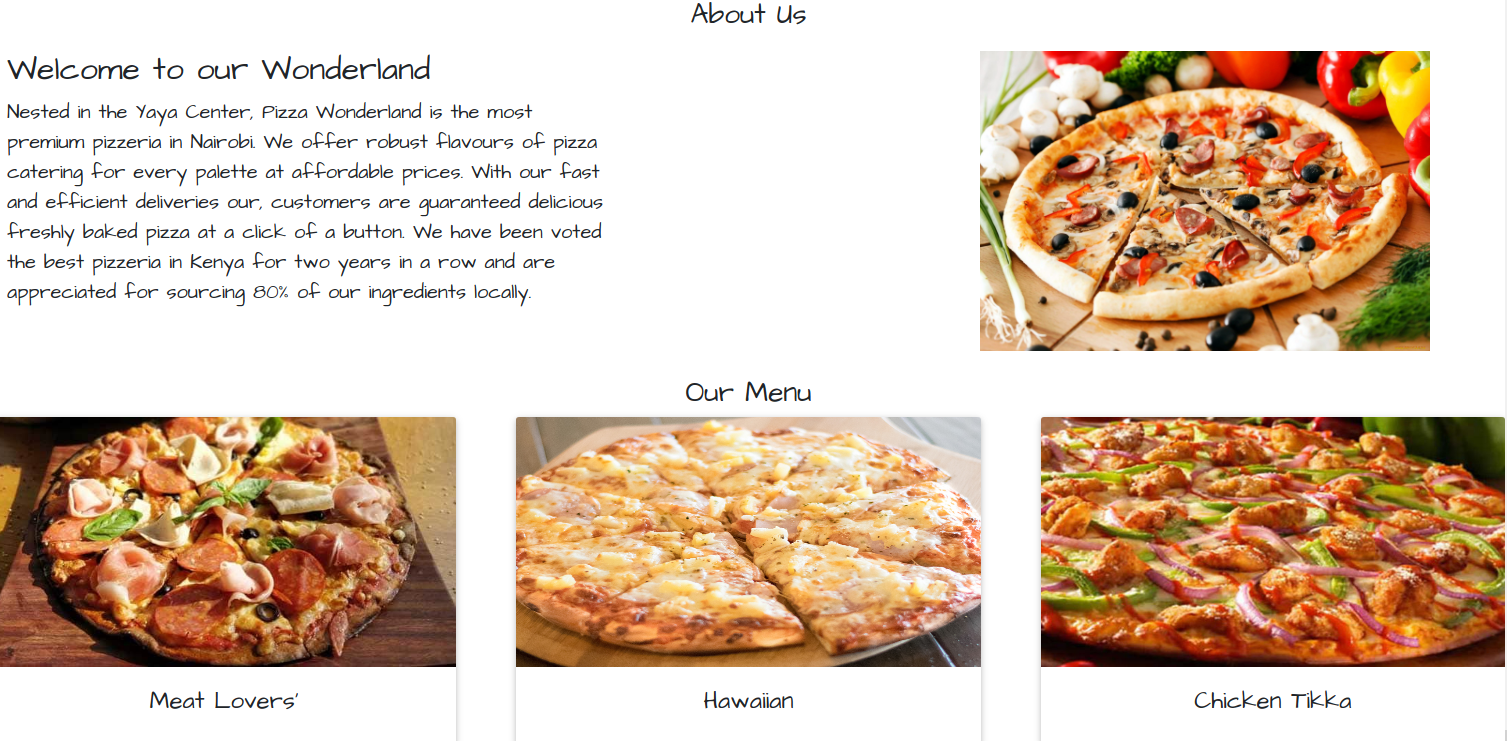 About Us
Welcome to our Wonderland
Nested in the Yaya Center, Pizza Wonderland is the most
premium pizzeria in Nairobi. We offer robust flavours of pizza
catering for every palette at affordable prices. With our fast
and efficient deliveries our, customers are guaranteed delicious
freshly baked pizza at a click of a button. We have been voted
the best pizzeria in Kenya for two years in a row and are
appreciated for sourcing 80% of our ingredients locally.
Our Menu
Meat Lovers'
Hawaiian
Chicken Tikka